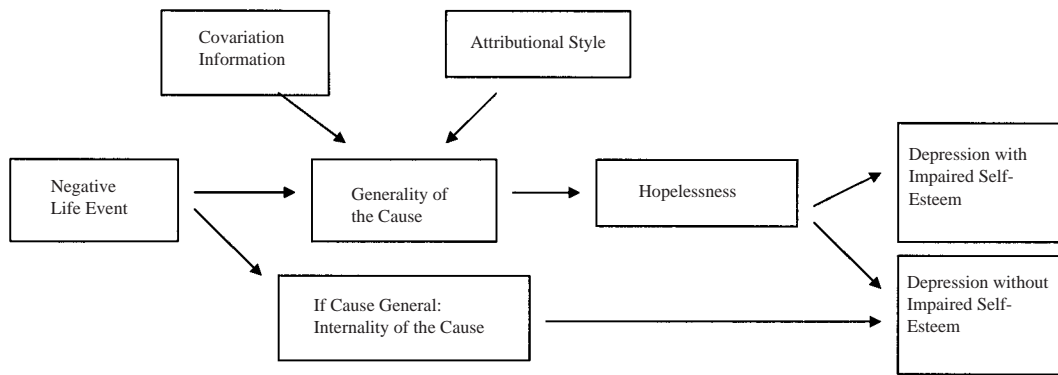 Covariation
Information
Attributional Style
Negative
Life Event
Generality of
the Cause
Hopelessness
Depression with
Impaired Self-
Esteem
If Cause General:
Internality of the Cause
Depression without
Impaired Self-
Esteem